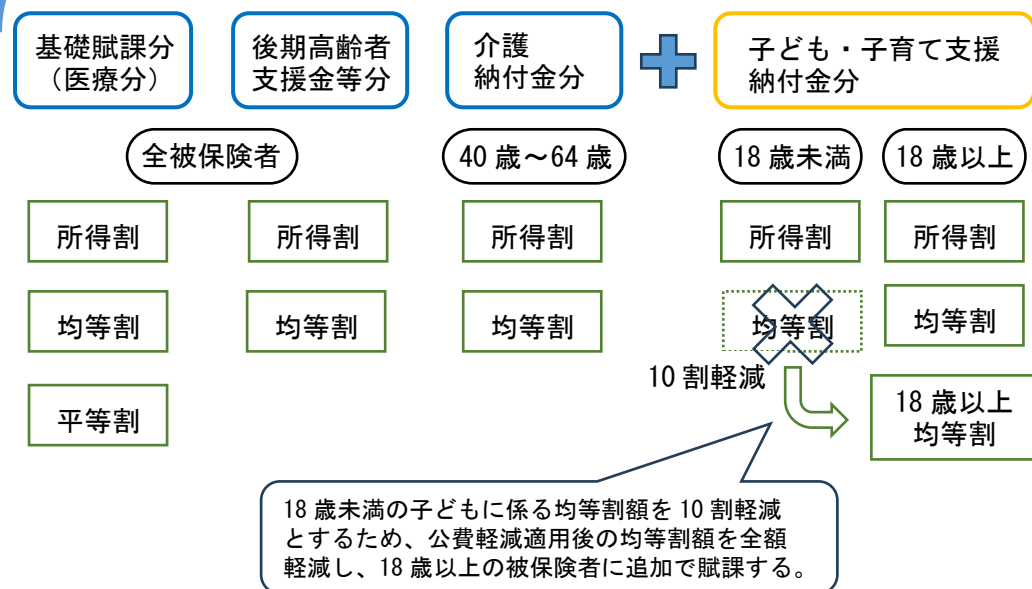 基礎賦課分
（医療分）
後期高齢者
支援金等分
介護
納付金分
子ども・子育て支援
納付金分
全被保険者
40 歳～64 歳
18 歳未満
18 歳以上
所得割
所得割
所得割
所得割
所得割
均等割
均等割
均等割
均等割
均等割
10 割軽減
平等割
18 歳以上
均等割
18 歳未満の子どもに係る均等割額を 10 割軽減
とするため、公費軽減適用後の均等割額を全額
軽減し、18 歳以上の被保険者に追加で賦課する。